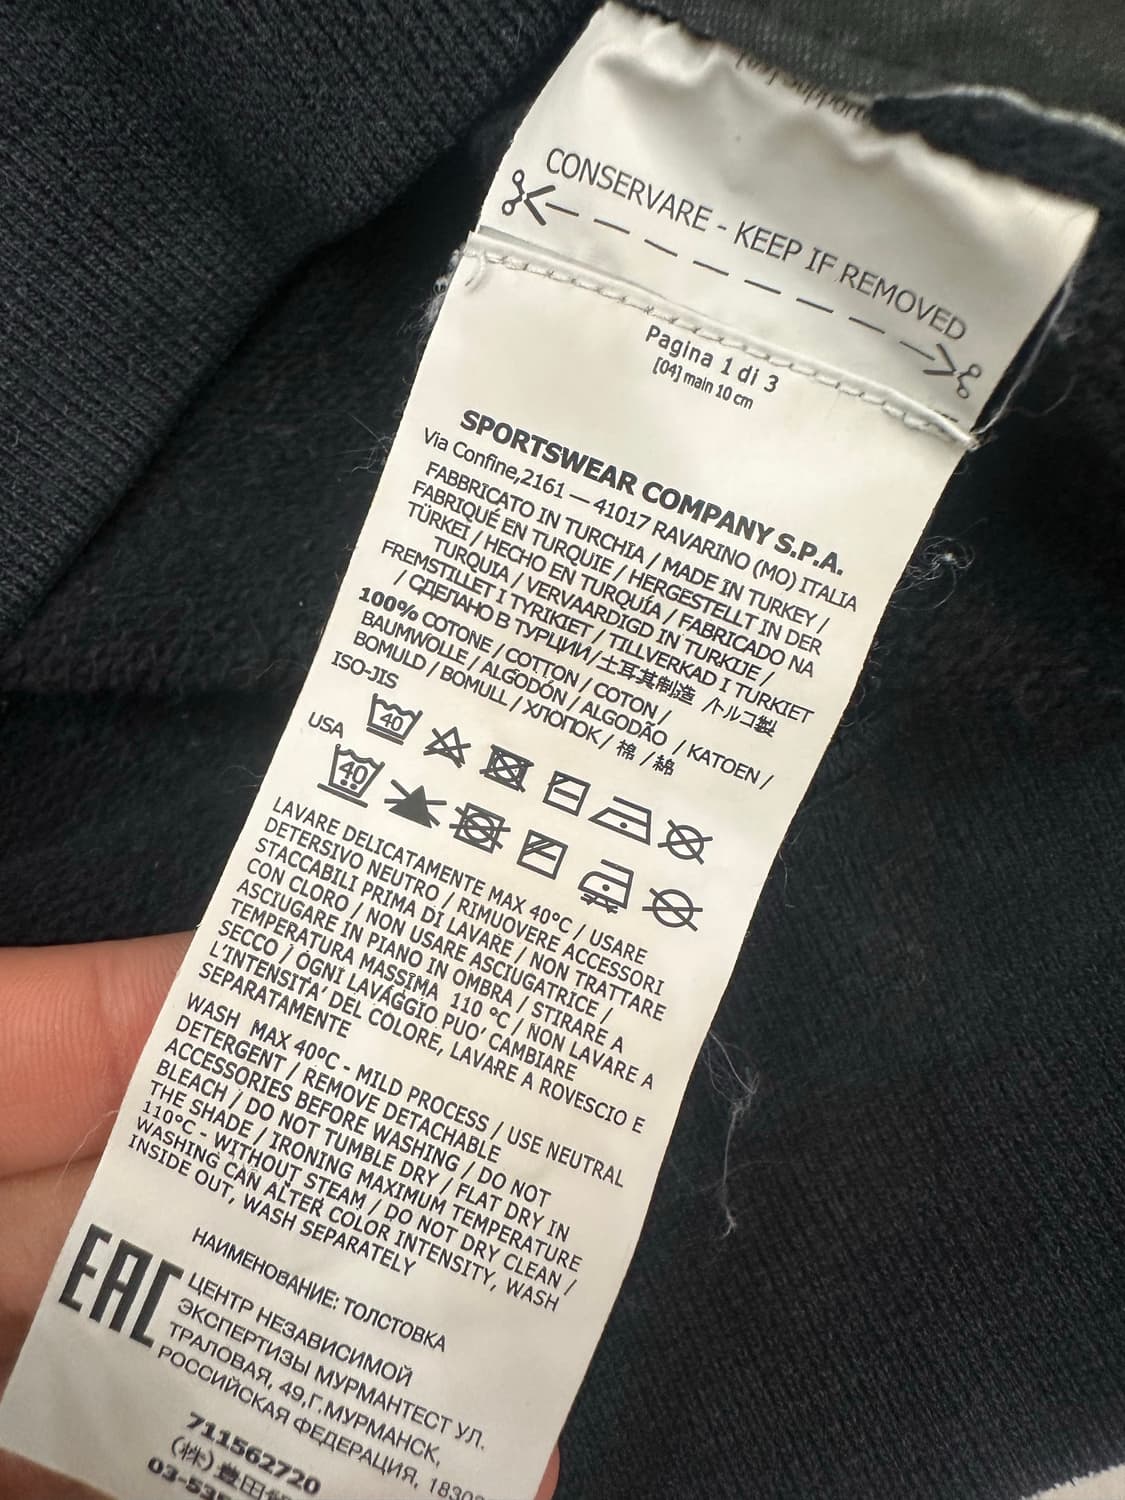 CONSERVARE - KEEP IF REMOVED
Pagina 1 di 3
[04] main 10 cm
SPORTSWEAR COMPANY S.P.A.
Via Confine,2161 — 41017 RAVARINO (MO) ITALIA
FABBRICATO IN TURCHIA / MADE IN TURKEY /
FABRIQUÉ EN TURQUIE / HERGESTELLT IN DER
TÜRKEI / HECHO EN TURQUÍA / FABRICADO NA
TURQUIA / VERVAARDIGD IN TURKIJE /
FREMSTILLET I TYRKIET / TILLVERKAD I TURKIET
/ СДЕЛАНО В ТУРЦИИ/土耳其制造 /トルコ製
100% COTONE / COTTON / COTON /
BAUMWOLLE / ALGODÓN / ALGODÃO / KATOEN /
BOMULD / BOMULL / ХЛОПОК/ 棉 /綿
ISO-JIS
40
USA
40
LAVARE DELICATAMENTE MAX 40°C / USARE
DETERSIVO NEUTRO / RIMUOVERE ACCESSORI
STACCABILI PRIMA DI LAVARE / NON TRATTARE
CON CLORO / NON USARE ASCIUGATRICE /
ASCIUGARE IN PIANO IN OMBRA / STIRARE A
TEMPERATURA MASSIMA 110 °C / NON LAVARE A
SECCO / OGNI LAVAGGIO PUO' CAMBIARE
L'INTENSITA' DEL COLORE, LAVARE A ROVESCIO E
SEPARATAMENTE
WASH MAX 40°C - MILD PROCESS / USE NEUTRAL
DETERGENT / REMOVE DETACHABLE
ACCESSORIES BEFORE WASHING / DO NOT
BLEACH / DO NOT TUMBLE DRY / FLAT DRY IN
THE SHADE / IRONING MAXIMUM TEMPERATURE
110°C - WITHOUT STEAM / DO NOT DRY CLEAN /
WASHING CAN ALTER COLOR INTENSITY, WASH
INSIDE OUT, WASH SEPARATELY
EAC
НАИМЕНОВАНИЕ: ТОЛСТОВКА
ЦЕНТР НЕЗАВИСИМОЙ
ЭКСПЕРТИЗЫ МУРМАНТЕСТ УЛ.
ТРАЛОВАЯ, 49,Г.МУРМАНСК,
РОССИЙСКАЯ ФЕДЕРАЦИЯ,
711562720
(株) 豊田